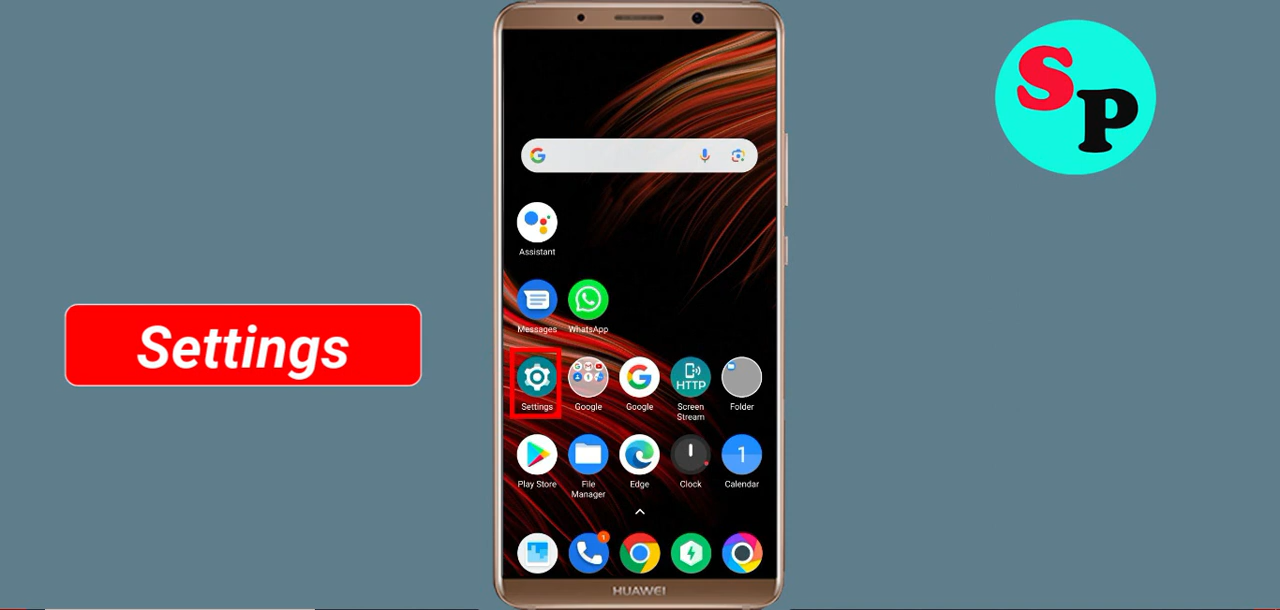 S
P
Assistant
Messages WhatsApp
Settings
Settings Google Google Screen Stream Folder
HTTP
Play Store File Manager Edge Clock Calendar
1
1
HUAWEI